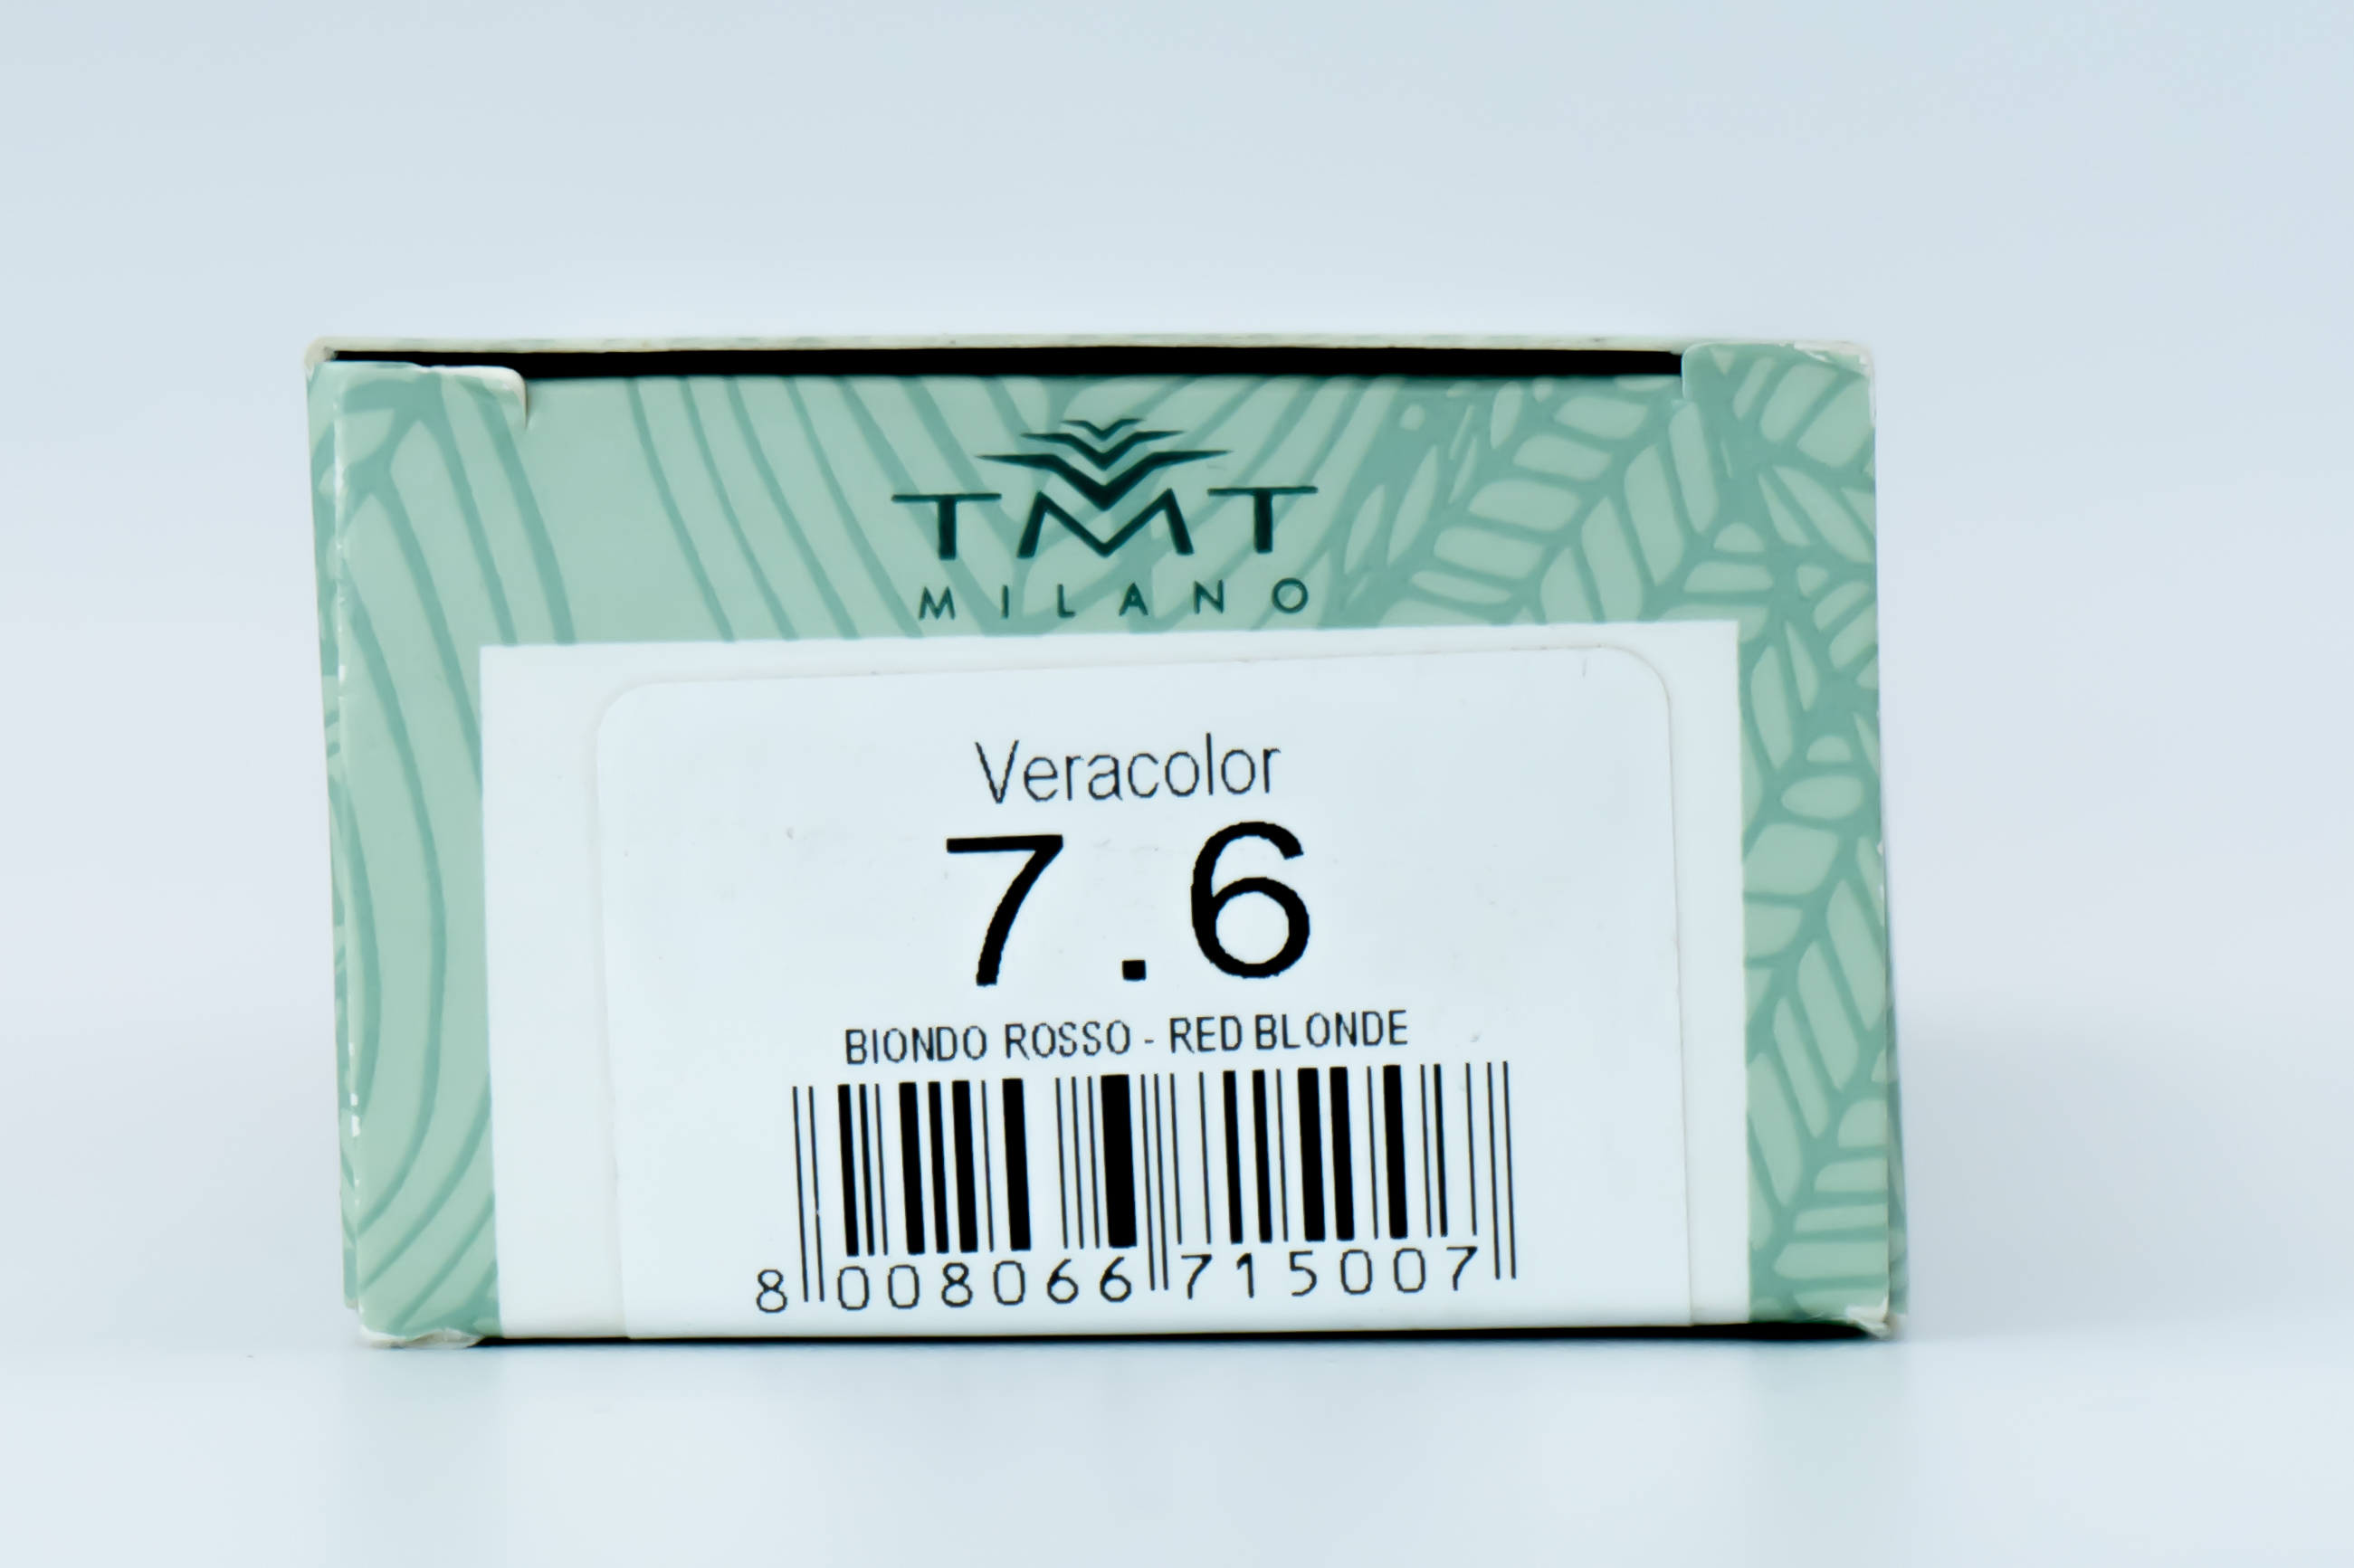 TMT
MILANO
Veracolor
7.6
BIONDO ROSSO - RED BLONDE
8 008066 715007